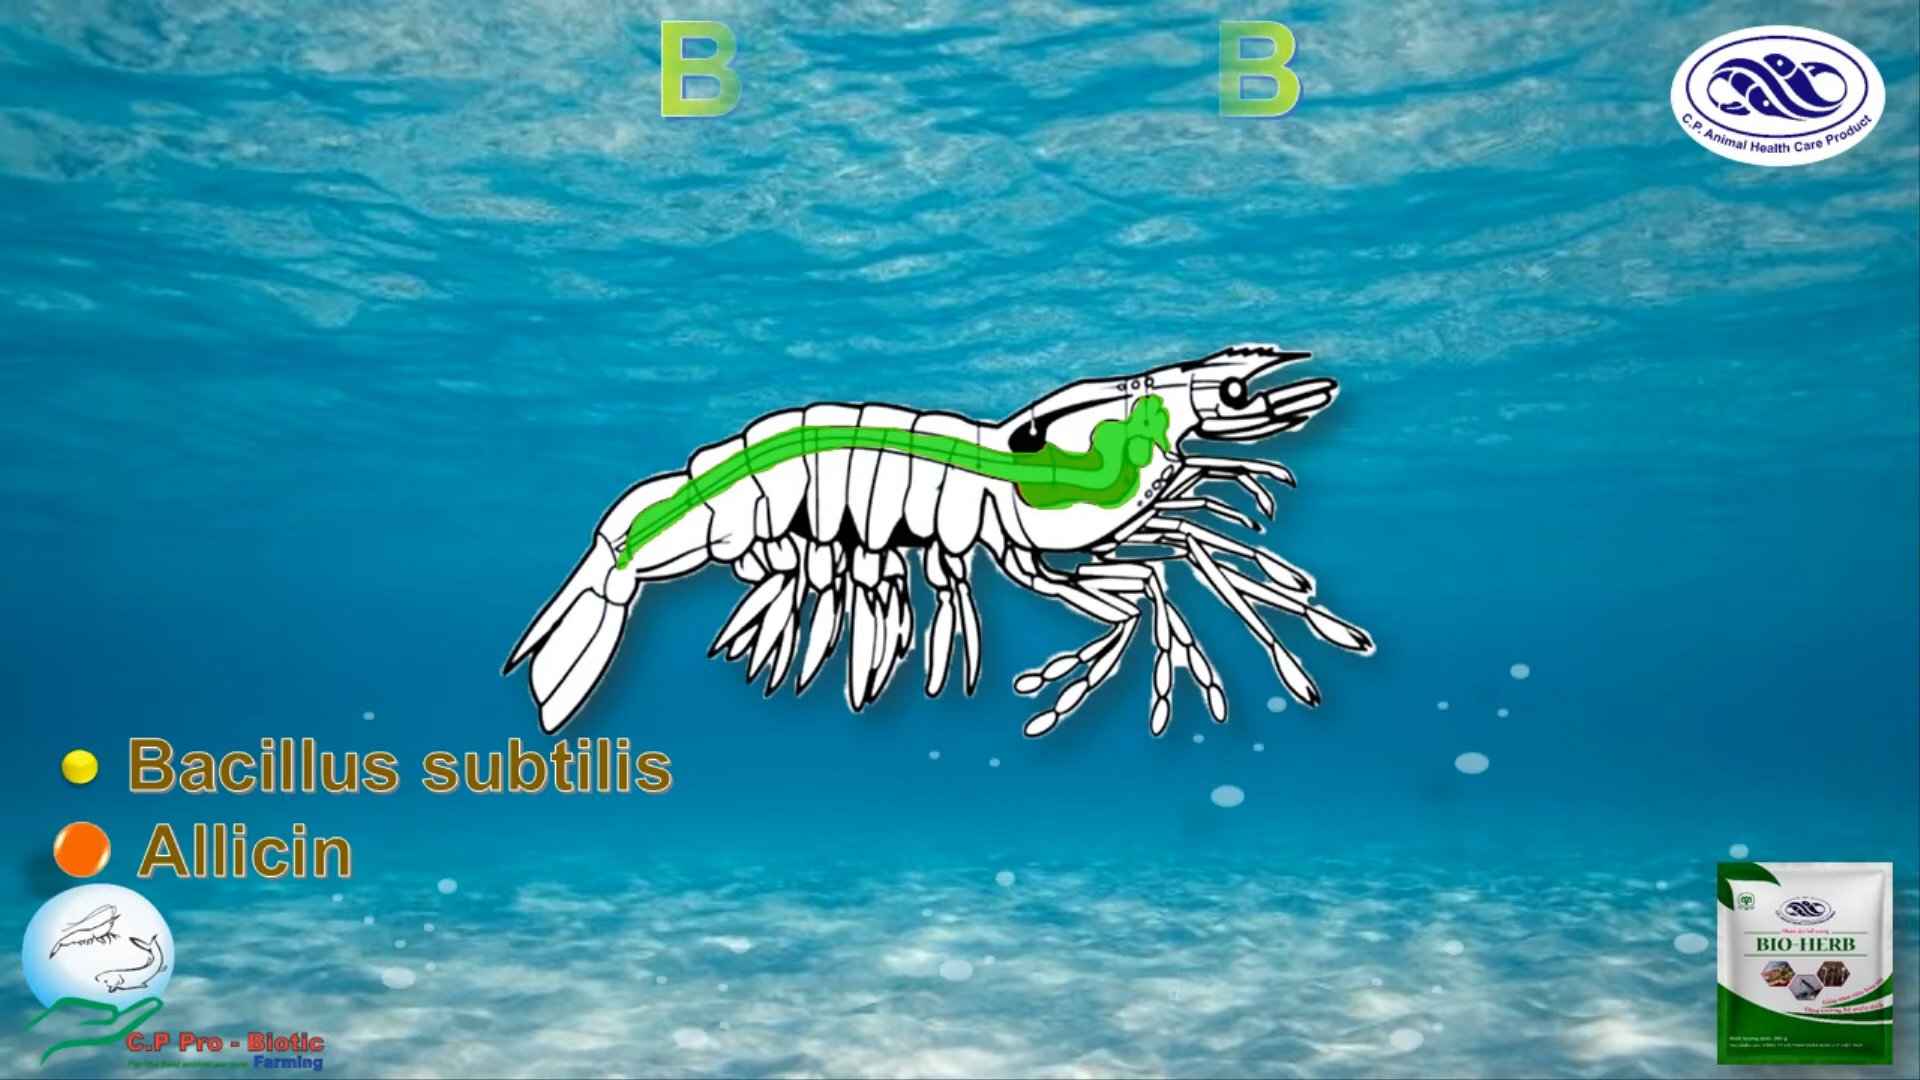 B B
C.P. Animal Health Care Product
Bacillus subtilis
Allicin
BIO-HERB
C.P Pro - Biotic
Farming